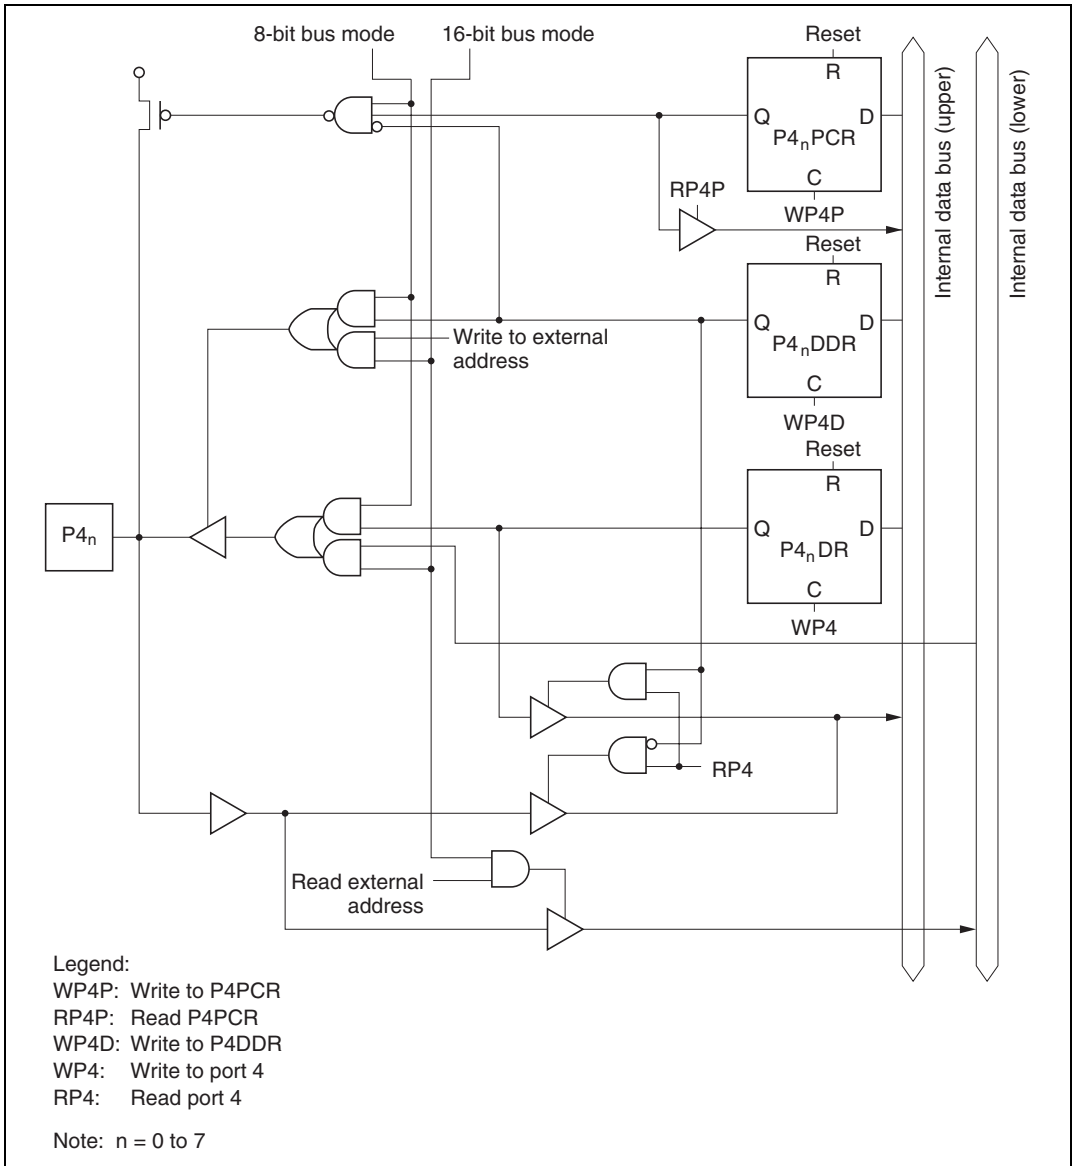 8-bit bus mode 16-bit bus mode
Reset
R
Q D
P4nPCR
C
WP4P
RP4P
Reset
R
Q D
P4nDDR
C
WP4D
Write to external
address
Reset
R
Q D
P4nDR
C
WP4
P4n
RP4
Read external
address
Internal data bus (upper)
Internal data bus (lower)
Legend:
WP4P: Write to P4PCR
RP4P: Read P4PCR
WP4D: Write to P4DDR
WP4: Write to port 4
RP4: Read port 4
Note: n = 0 to 7